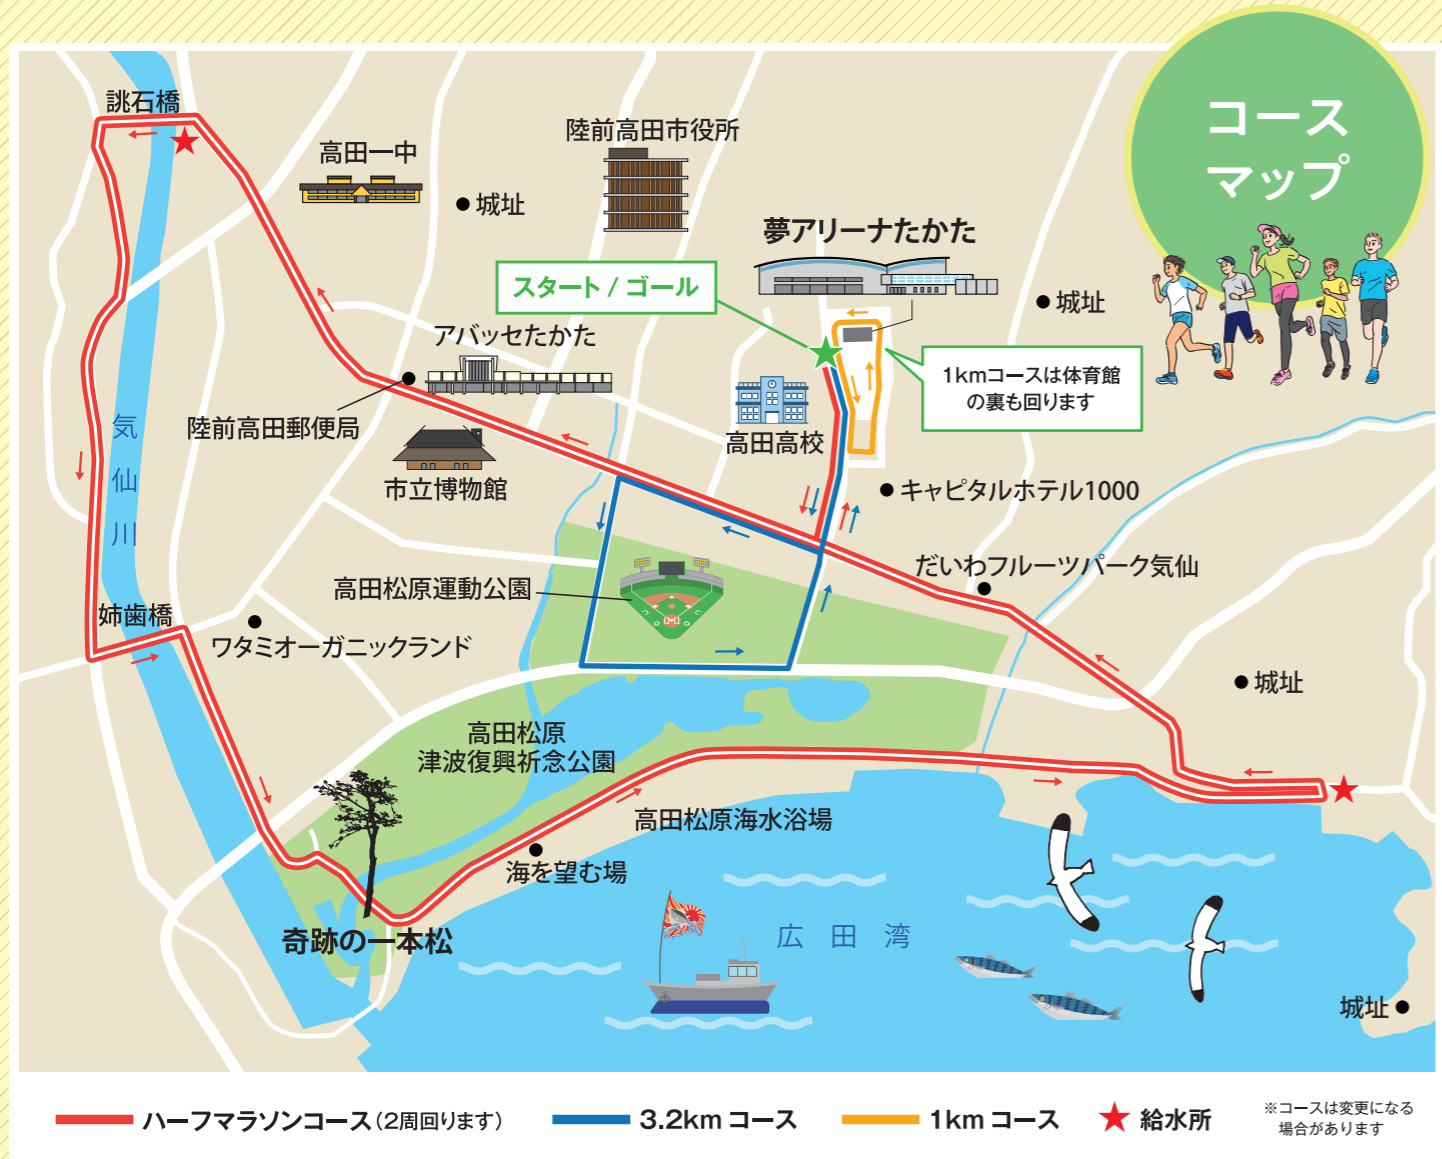 コース
マップ
誂石橋
高田一中
陸前高田市役所
城址
夢アリーナたかた
スタート / ゴール
城址
アバッセたかた
1kmコースは体育館
の裏も回ります
陸前高田郵便局
高田高校
気仙川
市立博物館
キャピタルホテル1000
だいわフルーツパーク気仙
高田松原運動公園
姉歯橋
ワタミオーガニックランド
城址
高田松原
津波復興祈念公園
高田松原海水浴場
海を望む場
奇跡の一本松
広田湾
城址
ハーフマラソンコース（2周回ります）
3.2km コース
1km コース
給水所
※コースは変更になる
場合があります